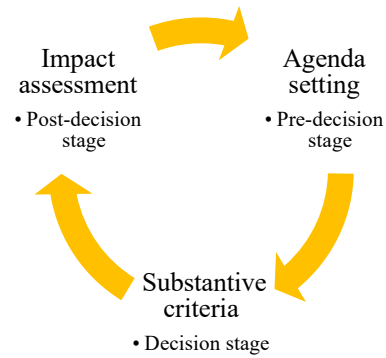 Impact
assessment
• Post-decision
stage
Agenda
setting
• Pre-decision
stage
Substantive
criteria
• Decision stage